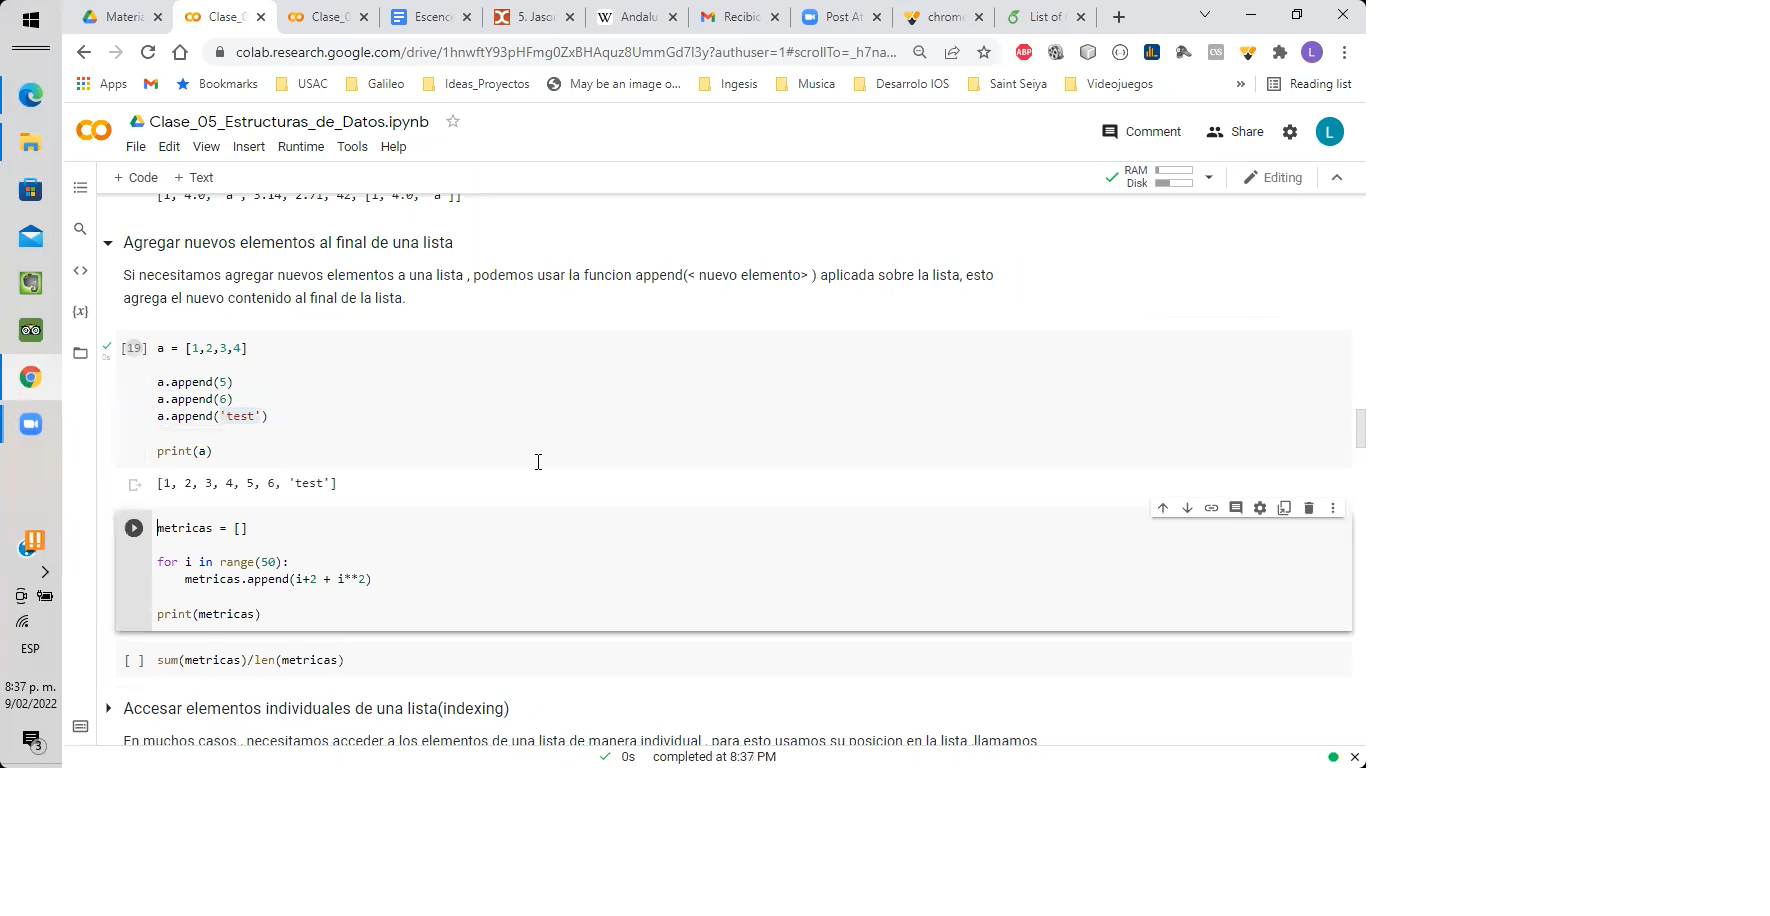 Materia
Clase_0
Clase_0
Escenc
5. Jaso
Andalu
Recibio
Post At
chrom
List of
colab.research.google.com/drive/1hnwftY93pHFmg0ZxBHAquz8UmmGd7l3y?authuser=1#scrollTo=_h7na...
Apps
Bookmarks
USAC
Galileo
Ideas_Proyectos
May be an image o...
Ingesis
Musica
Desarrolo IOS
Saint Seiya
Videojuegos
»
Reading list
Clase_05_Estructuras_de_Datos.ipynb
File Edit View Insert Runtime Tools Help
Comment
Share
L
+ Code + Text
RAM
Disk
Editing
[1, 4.0, 'a', 3.14, 2.71, 42, [1, 4.0, 'a']]
Agregar nuevos elementos al final de una lista
Si necesitamos agregar nuevos elementos a una lista , podemos usar la funcion append(< nuevo elemento> ) aplicada sobre la lista, esto
agrega el nuevo contenido al final de la lista.
[19] a = [1,2,3,4]
0s
a.append(5)
a.append(6)
a.append('test')
print(a)
[1, 2, 3, 4, 5, 6, 'test']
metricas = []
for i in range(50):
metricas.append(i+2 + i**2)
print(metricas)
[ ] sum(metricas)/len(metricas)
Accesar elementos individuales de una lista(indexing)
En muchos casos , necesitamos acceder a los elementos de una lista de manera individual , para esto usamos su posicion en la lista ,llamamos
0s completed at 8:37 PM
ESP
8:37 p. m.
9/02/2022
3